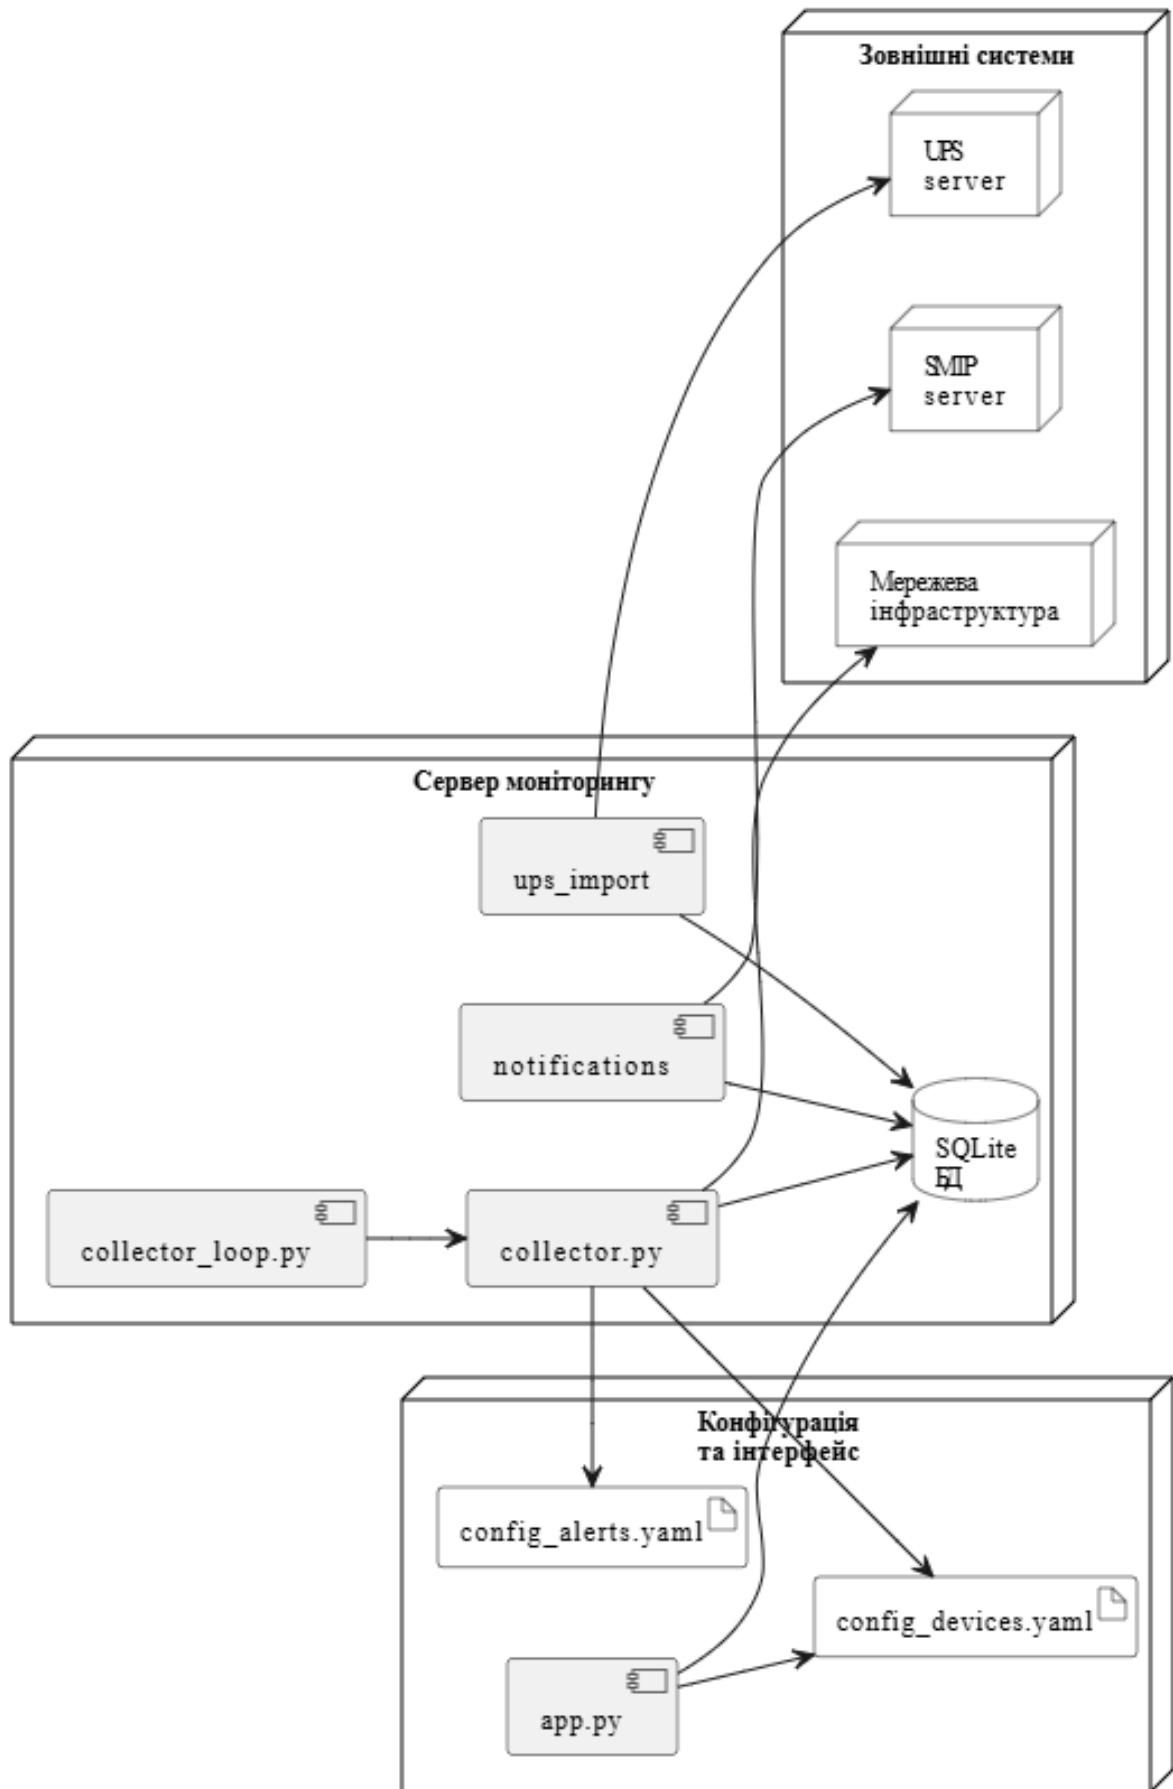 Зовнішні системи
UPS
server
SMTP
server
Мережева
інфраструктура
Сервер моніторингу
ups_import
notifications
SQLite
БД
collector_loop.py
collector.py
Конфігурація
та інтерфейс
config_alerts.yaml
config_devices.yaml
app.py